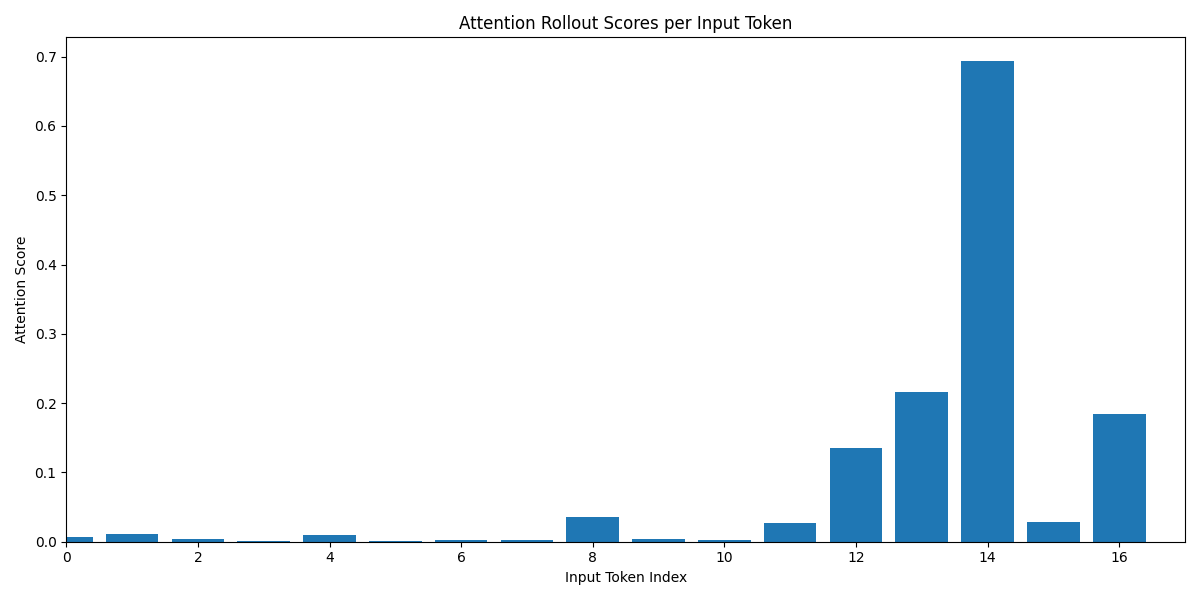 Attention Rollout Scores per Input Token
Attention Score
0.7
0.6
0.5
0.4
0.3
0.2
0.1
0.0
0 2 4 6 8 10 12 14 16
Input Token Index